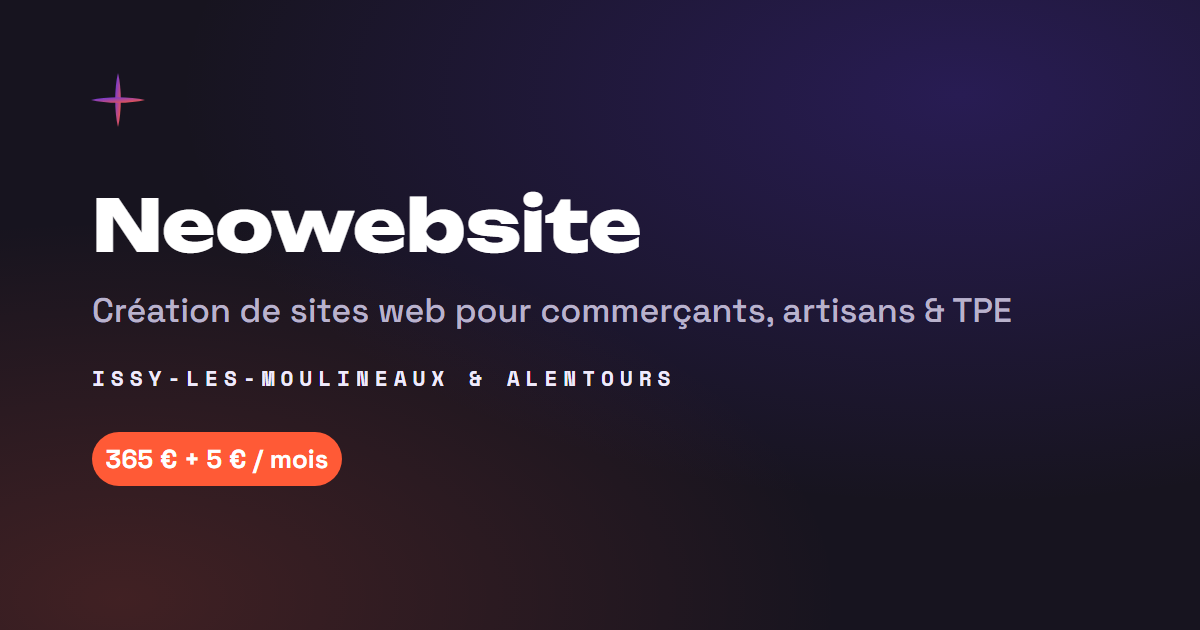 Neowebsite
Création de sites web pour commerçants, artisans & TPE
ISSY-LES-MOULINEAUX & ALENTOURS
365 € + 5 € / mois